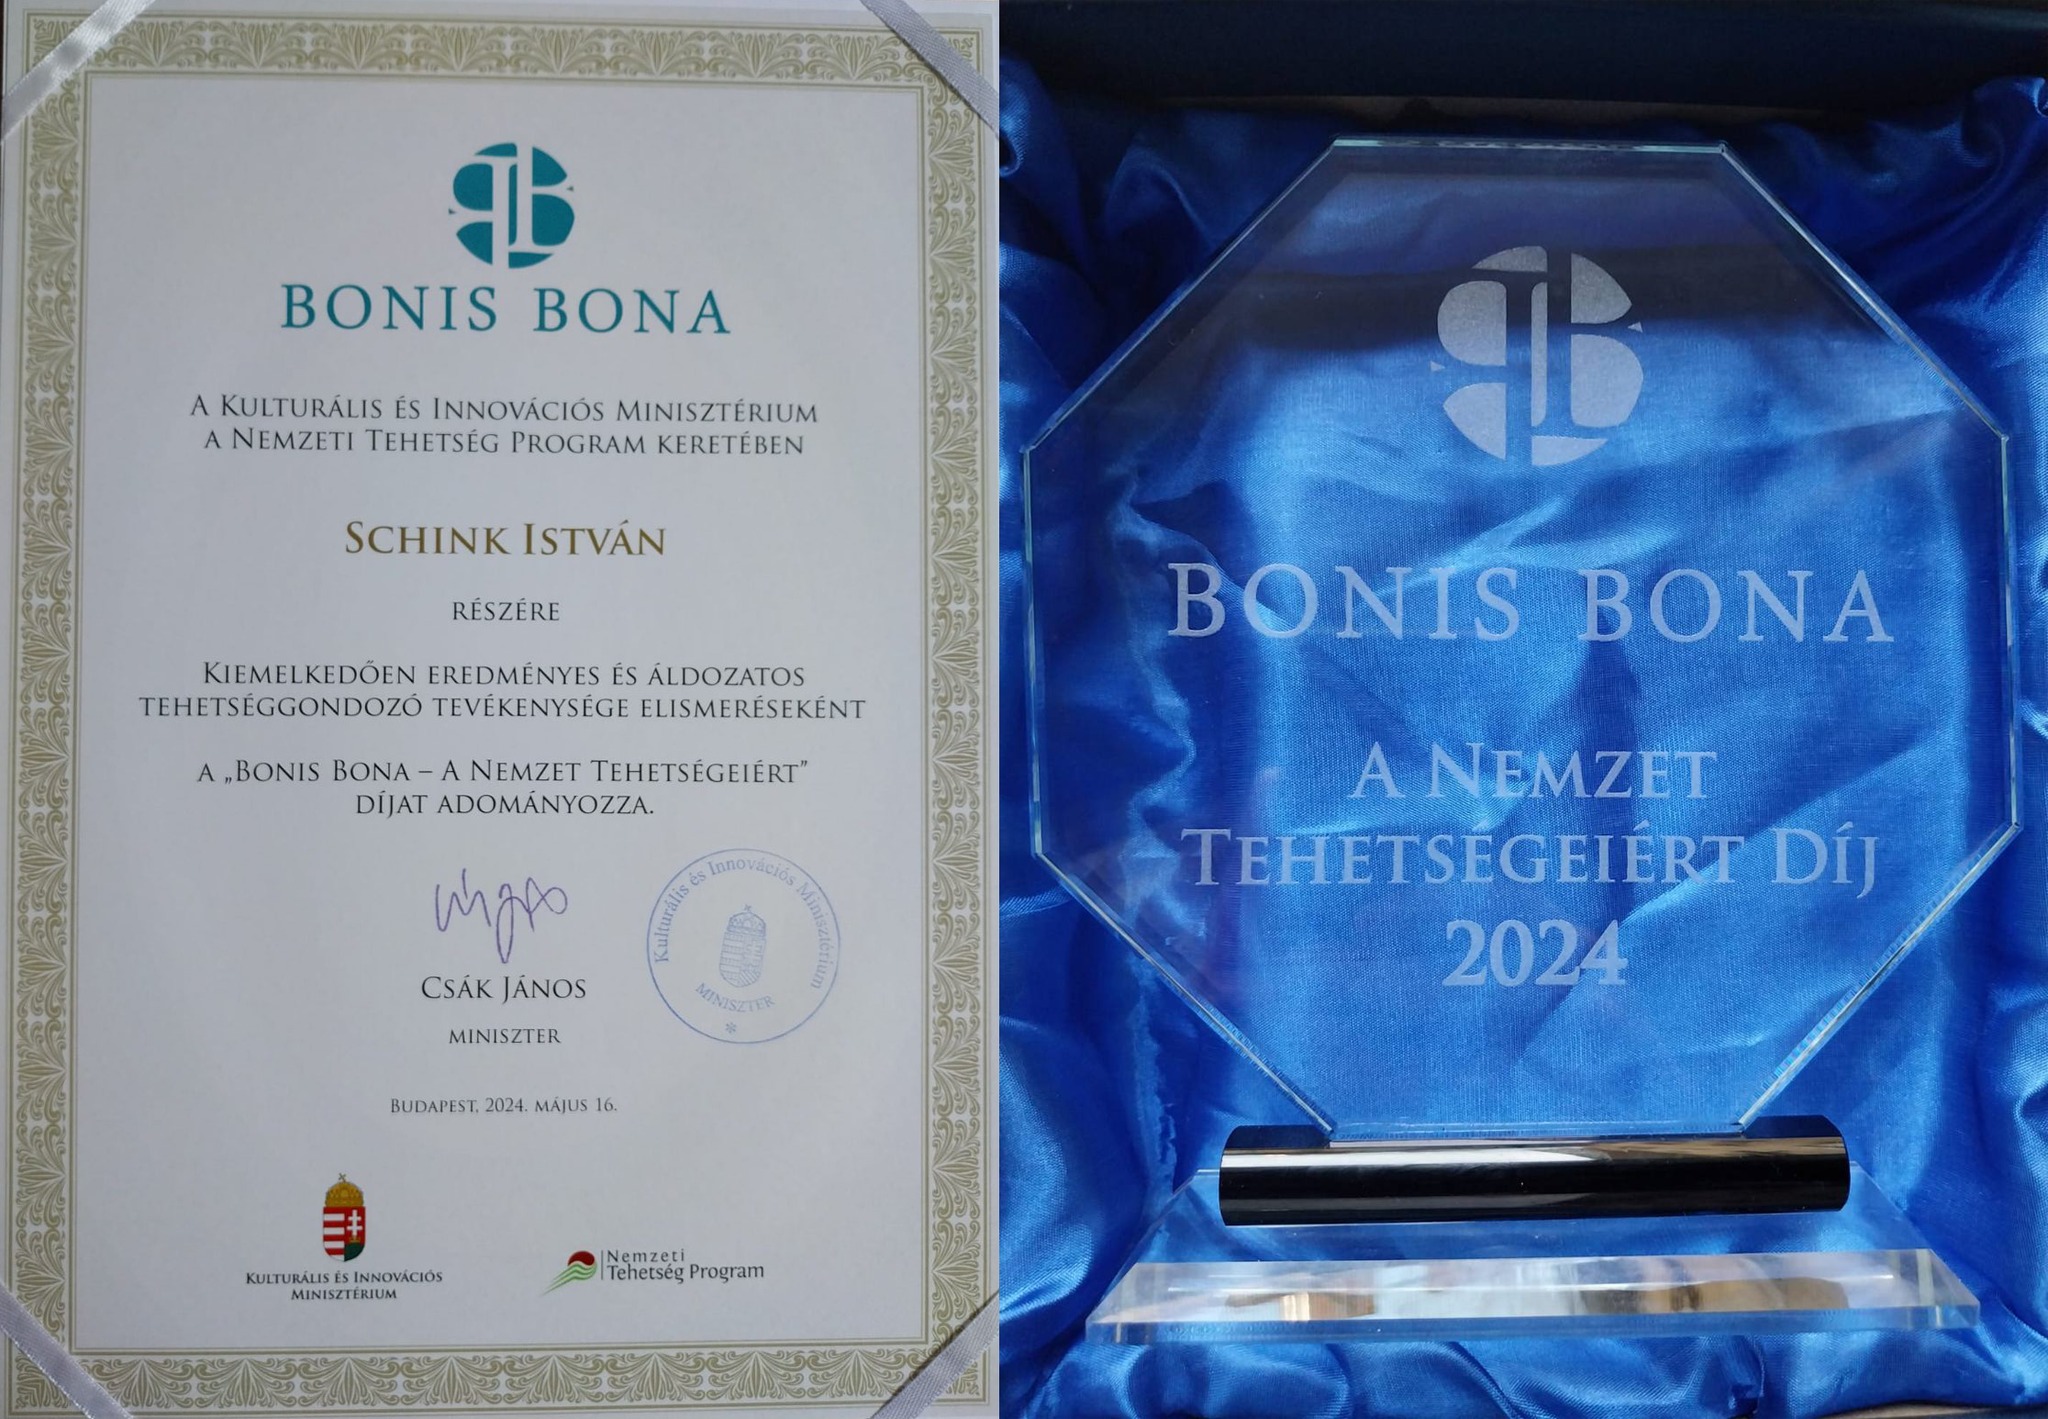 BONIS BONA
A KULTURÁLIS ÉS INNOVÁCIÓS MINISZTÉRIUM
A NEMZETI TEHETSÉG PROGRAM KERETÉBEN
SCHINK ISTVÁN
RÉSZÉRE
KIEMELKEDŐEN EREDMÉNYES ÉS ÁLDOZATOS
TEHETSÉGGONDOZÓ TEVÉKENYSÉGE ELISMERÉSEKÉNT
A „BONIS BONA – A NEMZET TEHETSÉGEIÉRT”
DÍJAT ADOMÁNYOZZA.
Kulturális és Innovációs Minisztérium
MINISZTER
*
CSÁK JÁNOS
MINISZTER
BUDAPEST, 2024. MÁJUS 16.
KULTURÁLIS ÉS INNOVÁCIÓS
MINISZTÉRIUM
Nemzeti
Tehetség Program
BONIS BONA
A NEMZET
TEHETSÉGEIÉRT DÍJ
2024